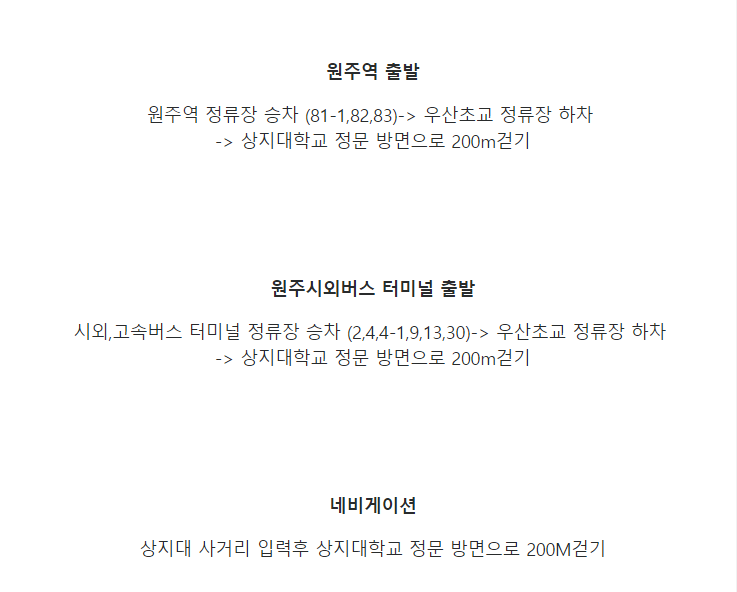 원주역 출발
원주역 정류장 승차 (81-1,82,83)-> 우산초교 정류장 하차
-> 상지대학교 정문 방면으로 200m걷기
원주시외버스 터미널 출발
시외,고속버스 터미널 정류장 승차 (2,4,4-1,9,13,30)-> 우산초교 정류장 하차
-> 상지대학교 정문 방면으로 200m걷기
네비게이션
상지대 사거리 입력후 상지대학교 정문 방면으로 200M걷기